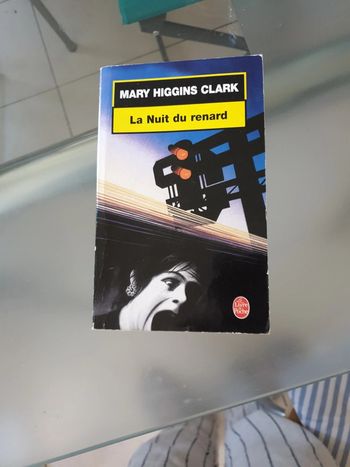 MARY HIGGINS CLARK
La Nuit du renard
Le Livre
de Poche